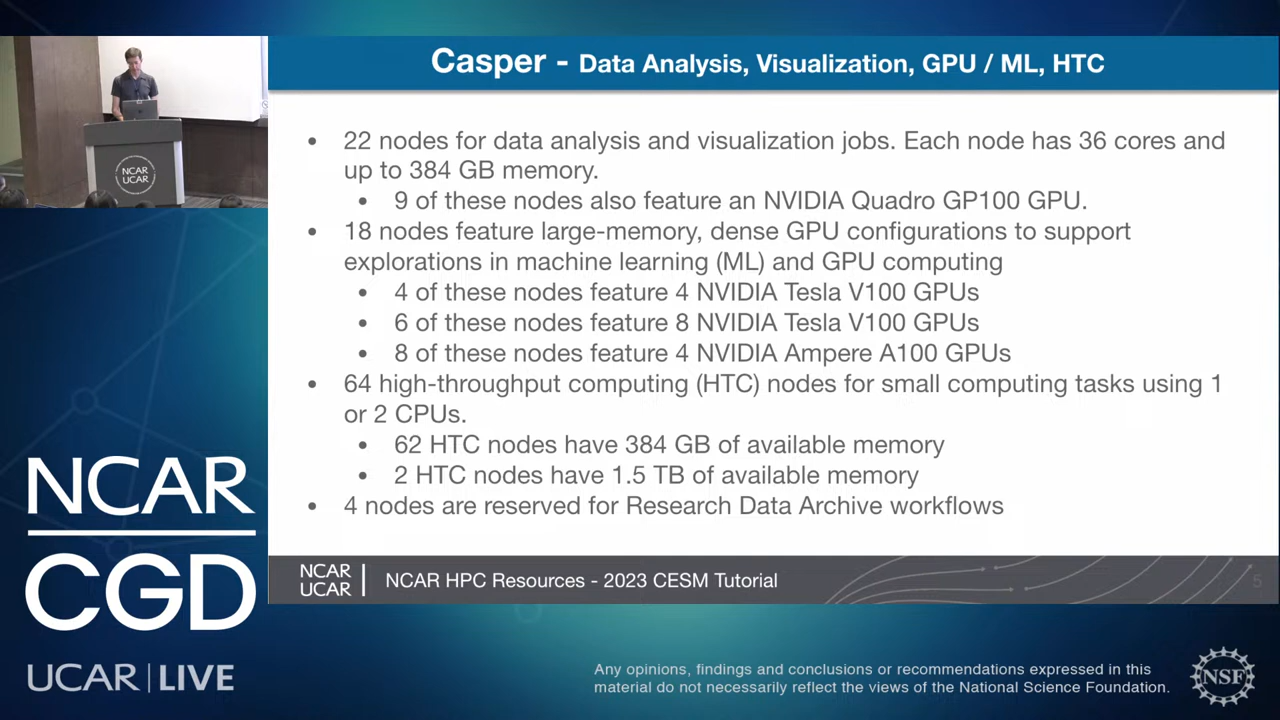 Casper - Data Analysis, Visualization, GPU / ML, HTC
• 22 nodes for data analysis and visualization jobs. Each node has 36 cores and
up to 384 GB memory.
• 9 of these nodes also feature an NVIDIA Quadro GP100 GPU.
• 18 nodes feature large-memory, dense GPU configurations to support
explorations in machine learning (ML) and GPU computing
• 4 of these nodes feature 4 NVIDIA Tesla V100 GPUs
• 6 of these nodes feature 8 NVIDIA Tesla V100 GPUs
• 8 of these nodes feature 4 NVIDIA Ampere A100 GPUs
• 64 high-throughput computing (HTC) nodes for small computing tasks using 1
or 2 CPUs.
• 62 HTC nodes have 384 GB of available memory
• 2 HTC nodes have 1.5 TB of available memory
• 4 nodes are reserved for Research Data Archive workflows
NCAR
UCAR
NCAR HPC Resources - 2023 CESM Tutorial
5
NCAR
UCAR
NCAR
CGD
UCAR | LIVE
Any opinions, findings and conclusions or recommendations expressed in this
material do not necessarily reflect the views of the National Science Foundation.
NSF